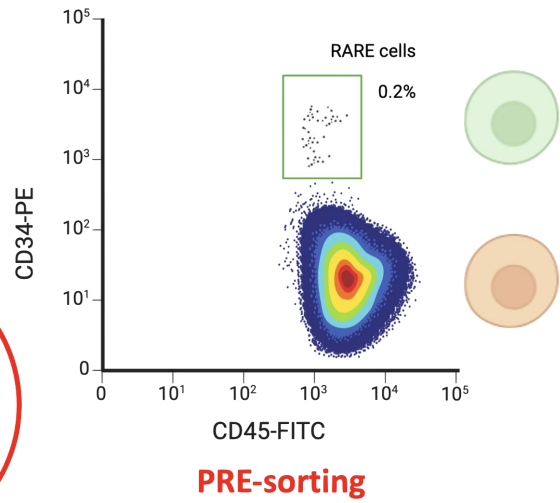 10⁵
RARE cells
10⁴
0.2%
10³
CD34-PE
10²
10¹
0
0 10¹ 10² 10³ 10⁴ 10⁵
CD45-FITC
PRE-sorting